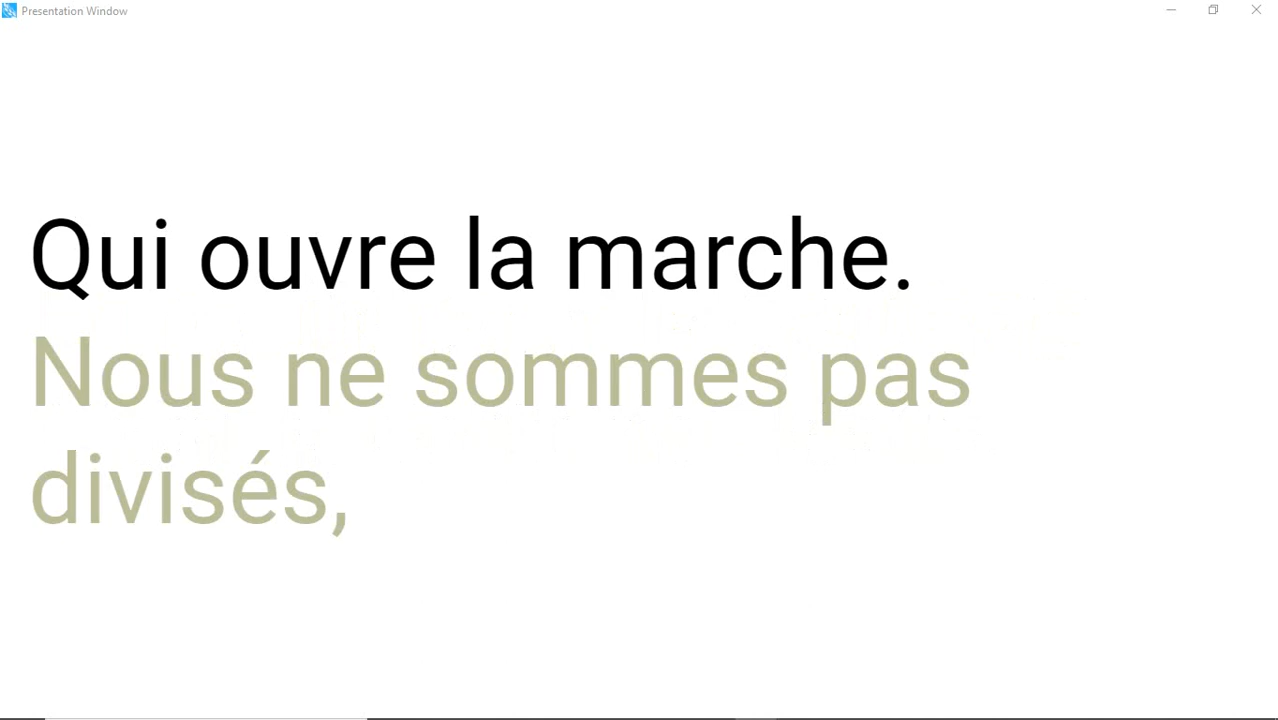 Presentation Window
Qui ouvre la marche.
Nous ne sommes pas
divisés,